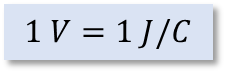 1 V = 1 J/C